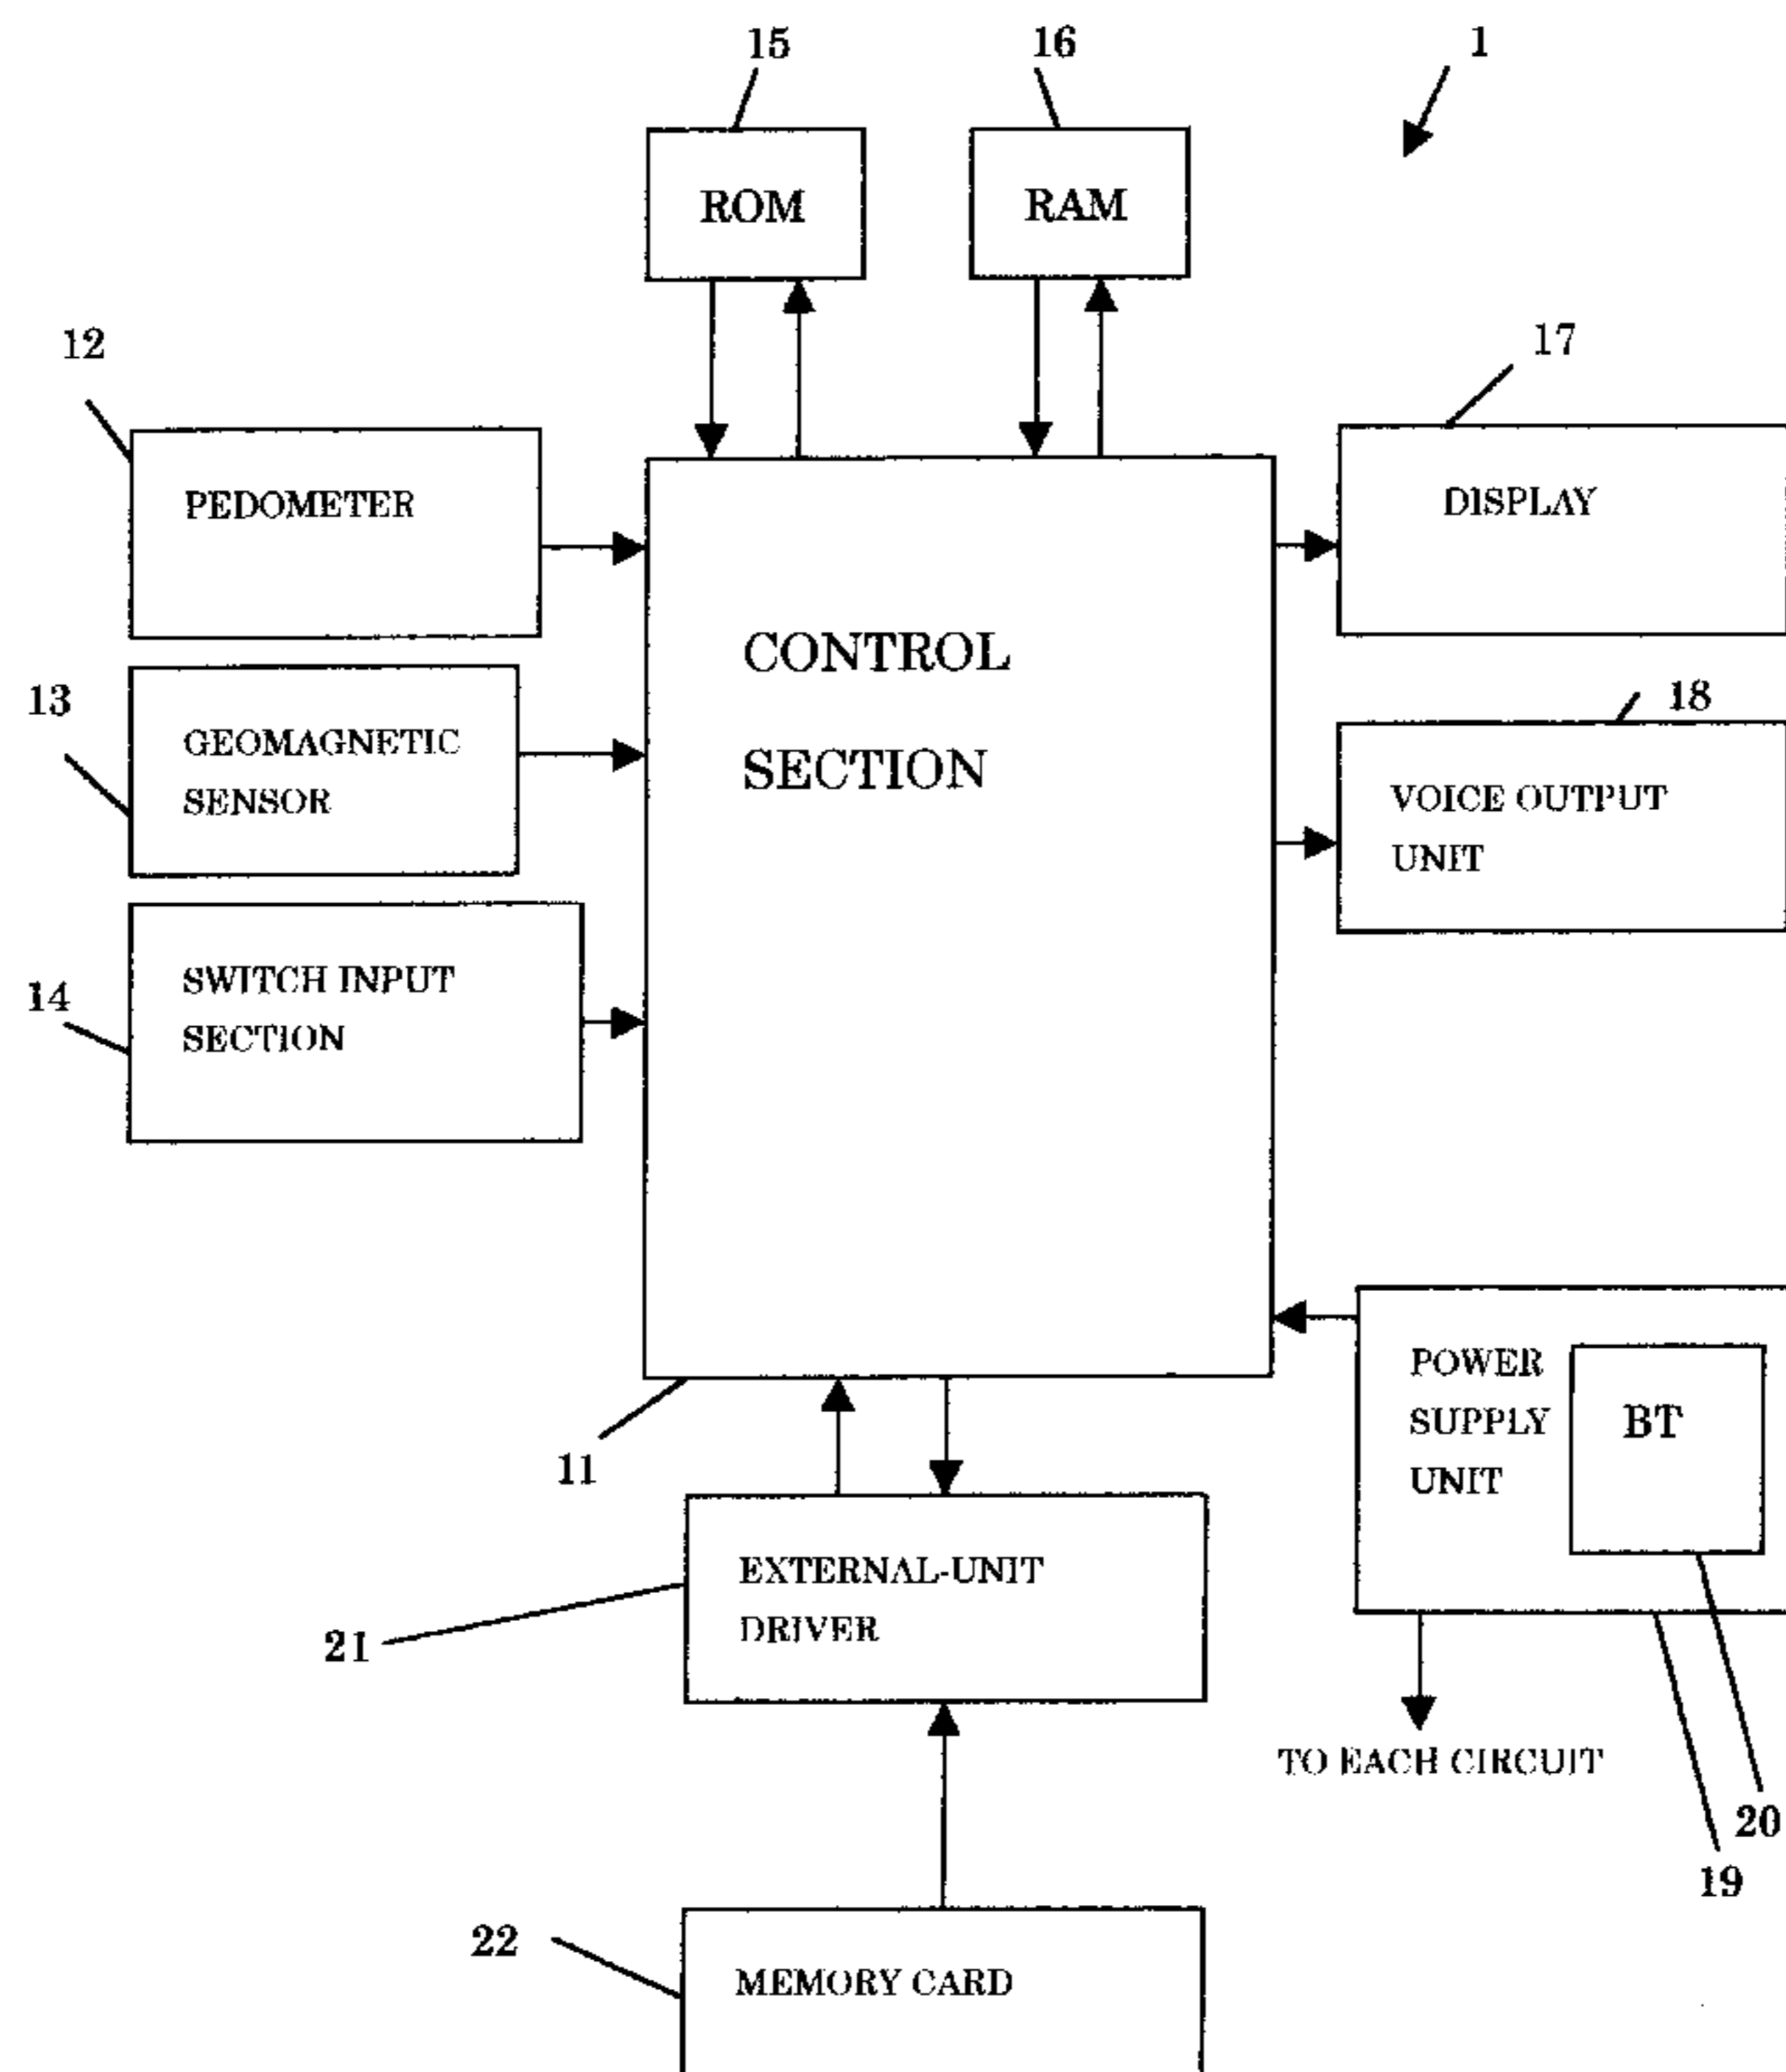 15
16
1
ROM
RAM
12
17
PEDOMETER
DISPLAY
CONTROL
SECTION
13
18
GEOMAGNETIC
SENSOR
VOICE OUTPUT
UNIT
14
SWITCH INPUT
SECTION
POWER
SUPPLY
UNIT
BT
11
EXTERNAL-UNIT
DRIVER
21
TO EACH CIRCUIT
20
19
22
MEMORY CARD